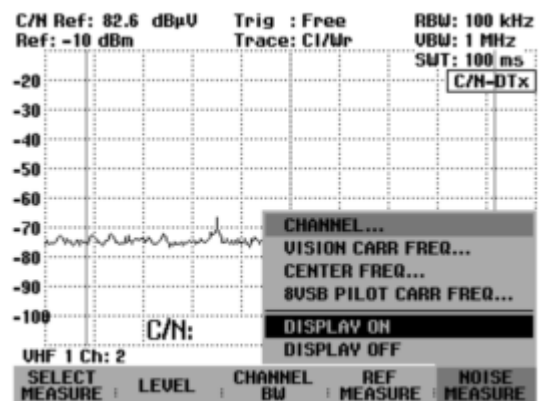 C/N Ref: 82.6 dBµV Trig : Free RBW: 100 kHz
Ref: -10 dBm Trace: Cl/Wr VBW: 1 MHz
SWT: 100 ms
C/N-DTx
-20
-30
-40
-50
-60
-70
-80
-90
-100
CHANNEL...
VISION CARR FREQ...
CENTER FREQ...
8VSB PILOT CARR FREQ...
DISPLAY ON
DISPLAY OFF
C/N:
VHF 1 Ch: 2
SELECT MEASURE LEVEL CHANNEL BW REF MEASURE NOISE MEASURE